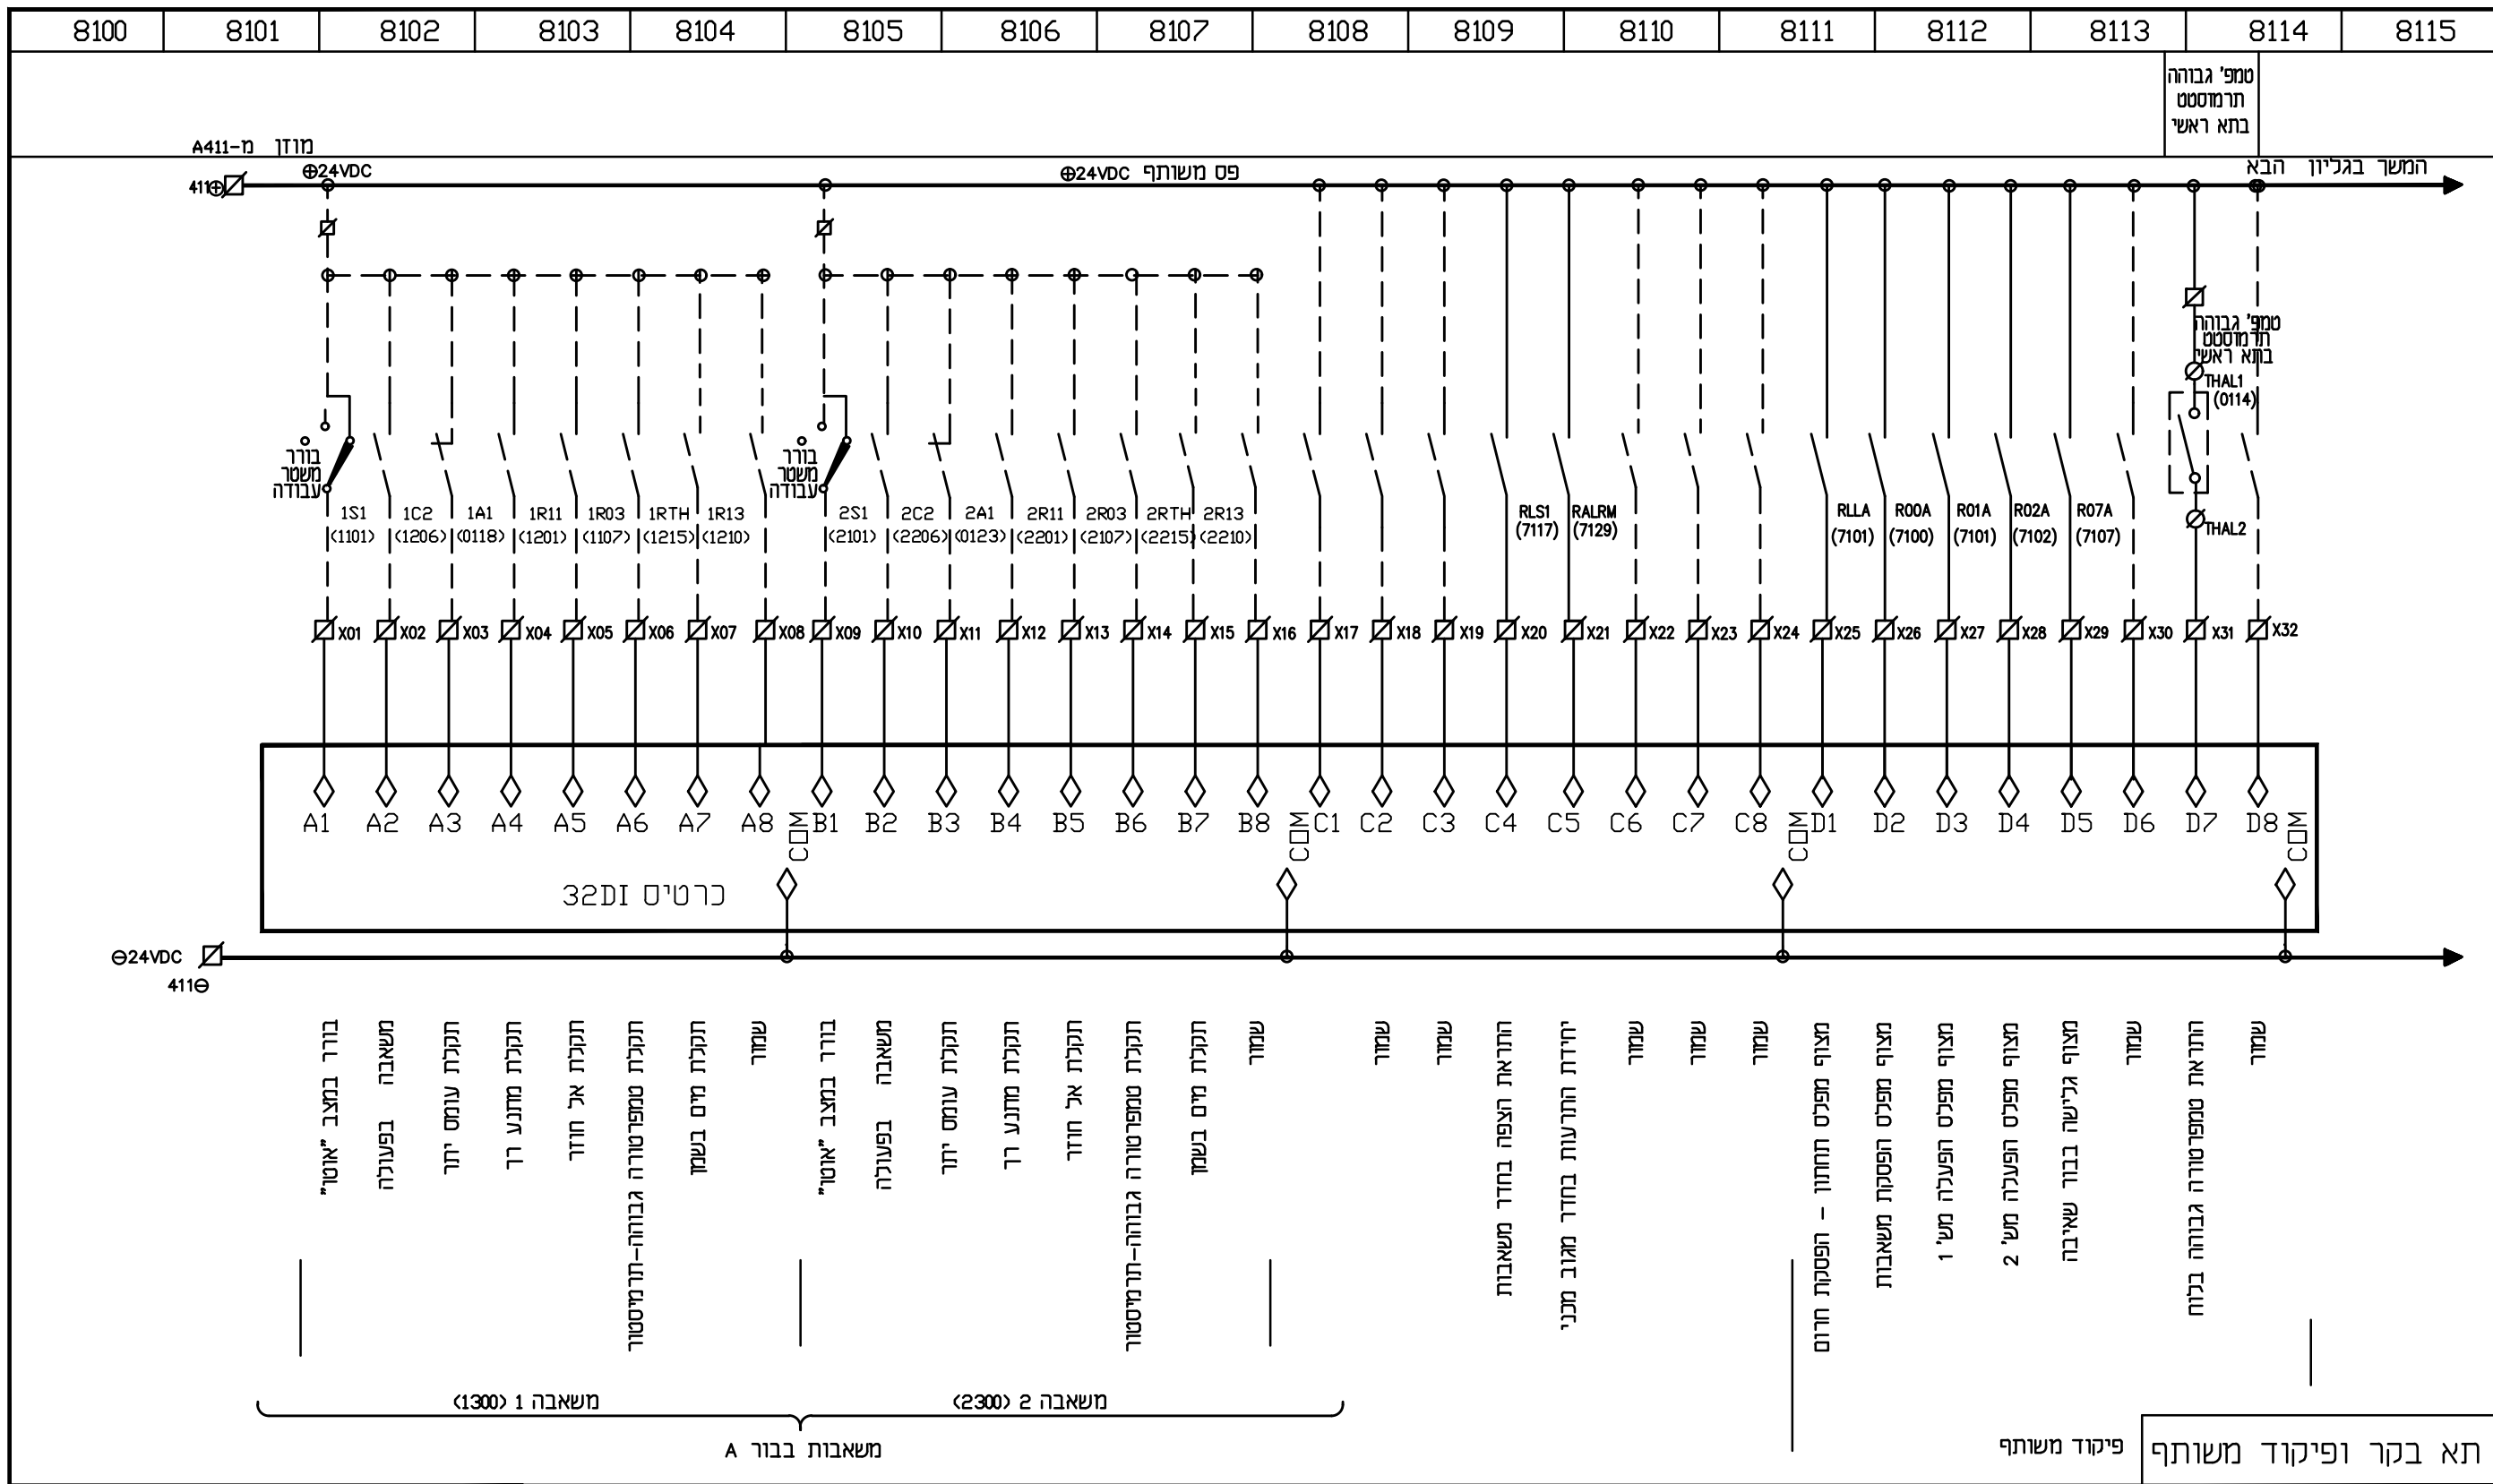 8100 8101 8102 8103 8104 8105 8106 8107 8108 8109 8110 8111 8112 8113 8114 8115
טמפ' גבוהה
תרמוסטט
בתא ראשי
מוזן מ-A411
⊕24VDC
פס משותף ⊕24VDC
המשך בגליון הבא
411⊕
טמפ' גבוהה
תרמוסטט
בתא ראשי
THAL1
(0114)
בורר
משטר
עבודה
בורר
משטר
עבודה
1S1 1C2 1A1 1R11 1R03 1RTH 1R13 2S1 2C2 2A1 2R11 2R03 2RTH 2R13 RLS1 RALRM RLLA R00A R01A R02A R07A
(1101) (1206) (0118) (1201) (1107) (1215) (1210) (2101) (2206) (0123) (2201) (2107) (2215) (2210) (7117) (7129) (7101) (7100) (7101) (7102) (7107)
THAL2
X01 X02 X03 X04 X05 X06 X07 X08 X09 X10 X11 X12 X13 X14 X15 X16 X17 X18 X19 X20 X21 X22 X23 X24 X25 X26 X27 X28 X29 X30 X31 X32
A1 A2 A3 A4 A5 A6 A7 A8 COM B1 B2 B3 B4 B5 B6 B7 B8 COM C1 C2 C3 C4 C5 C6 C7 C8 COM D1 D2 D3 D4 D5 D6 D7 D8 COM
כרטיס 32DI
⊖24VDC
411⊖
בורר במצב "אוטו"
משאבה בפעולה
תקלת עומס יתר
תקלת מתנע רך
תקלת אל חוזר
תקלת טמפרטורה גבוהה-תרמיסטור
תקלת מים בשמן
שמור
בורר במצב "אוטו"
משאבה בפעולה
תקלת עומס יתר
תקלת מתנע רך
תקלת אל חוזר
תקלת טמפרטורה גבוהה-תרמיסטור
תקלת מים בשמן
שמור
שמור
שמור
התראת הצפה בחדר משאבות
יחידת התרעות בחדר מגוב מכני
שמור
שמור
שמור
מצוף מפלס תחתון - הפסקת חרום
מצוף מפלס הפסקת משאבות
מצוף מפלס הפעלה מש' 1
מצוף מפלס הפעלה מש' 2
מצוף גלישה בבור שאיבה
שמור
התראת טמפרטורה גבוהה בלוח
שמור
משאבה 1 (1300)
משאבה 2 (2300)
משאבות בבור A
פיקוד משותף
תא בקר ופיקוד משותף